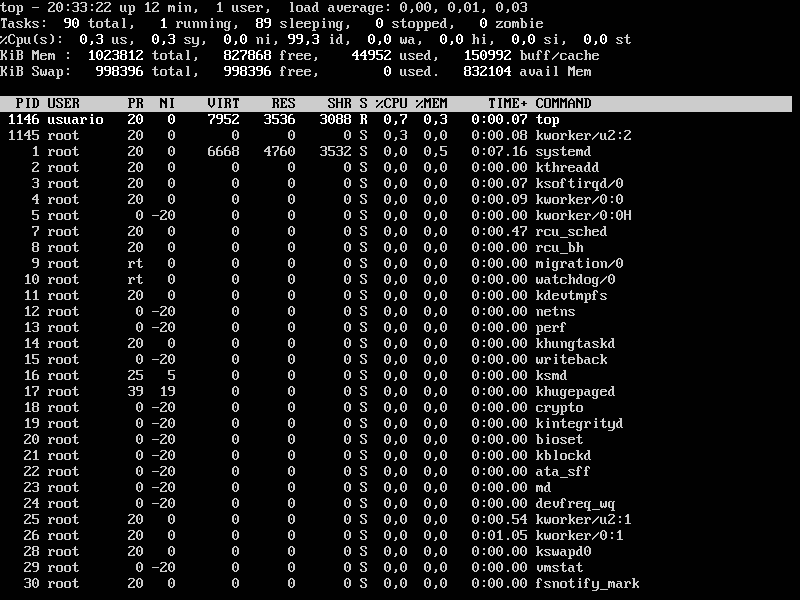 top - 20:33:22 up 12 min,  1 user,  load average: 0,00, 0,01, 0,03
Tasks:  90 total,   1 running,  89 sleeping,   0 stopped,   0 zombie
%Cpu(s):  0,3 us,  0,3 sy,  0,0 ni, 99,3 id,  0,0 wa,  0,0 hi,  0,0 si,  0,0 st
KiB Mem :  1023812 total,   827868 free,    44952 used,   150992 buff/cache
KiB Swap:   998396 total,   998396 free,        0 used.   832104 avail Mem
  PID USER      PR  NI    VIRT    RES    SHR S %CPU %MEM     TIME+ COMMAND
 1146 usuario   20   0    7952   3536   3088 R  0,7  0,3   0:00.07 top
 1145 root      20   0       0      0      0 S  0,3  0,0   0:00.08 kworker/u2:2
    1 root      20   0    6668   4760   3532 S  0,0  0,5   0:07.16 systemd
    2 root      20   0       0      0      0 S  0,0  0,0   0:00.00 kthreadd
    3 root      20   0       0      0      0 S  0,0  0,0   0:00.07 ksoftirqd/0
    4 root      20   0       0      0      0 S  0,0  0,0   0:00.09 kworker/0:0
    5 root       0 -20       0      0      0 S  0,0  0,0   0:00.00 kworker/0:0H
    7 root      20   0       0      0      0 S  0,0  0,0   0:00.47 rcu_sched
    8 root      20   0       0      0      0 S  0,0  0,0   0:00.00 rcu_bh
    9 root      rt   0       0      0      0 S  0,0  0,0   0:00.00 migration/0
   10 root      rt   0       0      0      0 S  0,0  0,0   0:00.00 watchdog/0
   11 root      20   0       0      0      0 S  0,0  0,0   0:00.00 kdevtmpfs
   12 root       0 -20       0      0      0 S  0,0  0,0   0:00.00 netns
   13 root       0 -20       0      0      0 S  0,0  0,0   0:00.00 perf
   14 root      20   0       0      0      0 S  0,0  0,0   0:00.00 khungtaskd
   15 root       0 -20       0      0      0 S  0,0  0,0   0:00.00 writeback
   16 root      25   5       0      0      0 S  0,0  0,0   0:00.00 ksmd
   17 root      39  19       0      0      0 S  0,0  0,0   0:00.00 khugepaged
   18 root       0 -20       0      0      0 S  0,0  0,0   0:00.00 crypto
   19 root       0 -20       0      0      0 S  0,0  0,0   0:00.00 kintegrityd
   20 root       0 -20       0      0      0 S  0,0  0,0   0:00.00 bioset
   21 root       0 -20       0      0      0 S  0,0  0,0   0:00.00 kblockd
   22 root       0 -20       0      0      0 S  0,0  0,0   0:00.00 ata_sff
   23 root       0 -20       0      0      0 S  0,0  0,0   0:00.00 md
   24 root       0 -20       0      0      0 S  0,0  0,0   0:00.00 devfreq_wq
   25 root      20   0       0      0      0 S  0,0  0,0   0:00.54 kworker/u2:1
   26 root      20   0       0      0      0 S  0,0  0,0   0:01.05 kworker/0:1
   28 root      20   0       0      0      0 S  0,0  0,0   0:00.00 kswapd0
   29 root       0 -20       0      0      0 S  0,0  0,0   0:00.00 vmstat
   30 root      20   0       0      0      0 S  0,0  0,0   0:00.00 fsnotify_mark